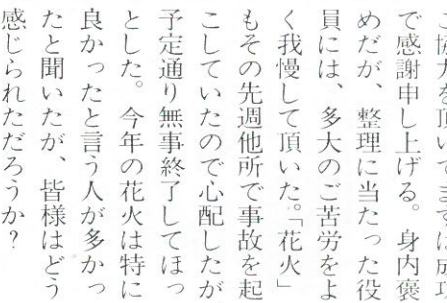 協力を頂いてまずは成功
で感謝申し上げる。身内褒
めだが、整理に当たった役
員には、多大のご苦労をよ
く我慢して頂いた。「花火」
もその先週他所で事故を起
こしていたので心配したが
予定通り無事終了してほっ
とした。今年の花火は特に
良かったと言う人が多かっ
たと聞いたが、皆様はどう
感じられただろうか？